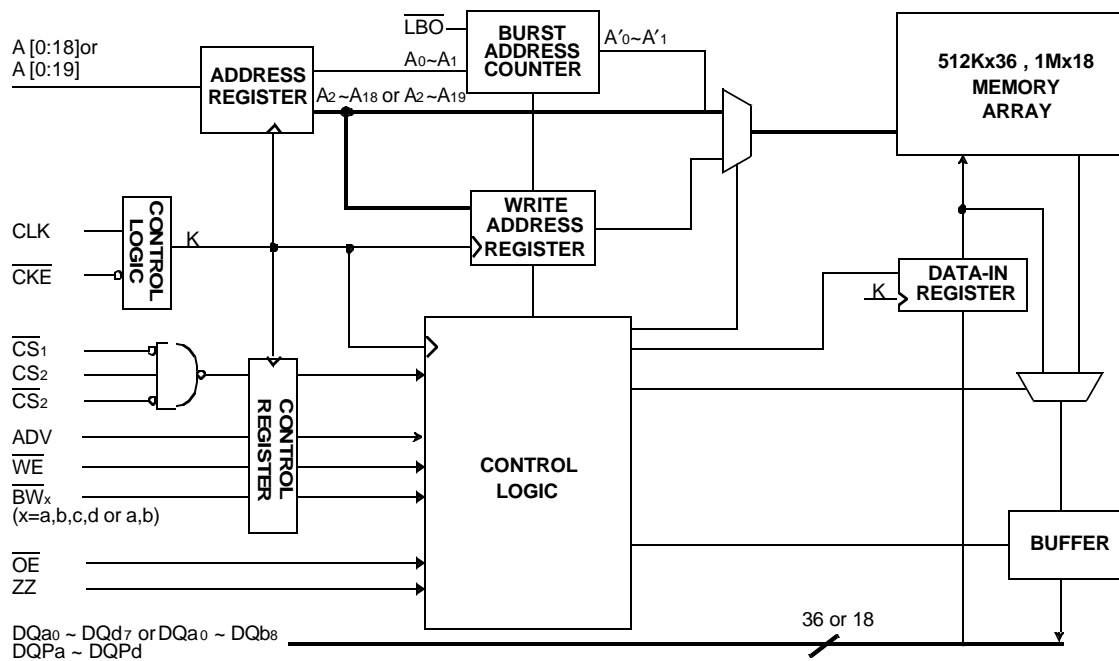 LBO
BURST
ADDRESS
COUNTER
A′0~A′1
A [0:18]or
A [0:19]
ADDRESS
REGISTER
A0~A1
A2~A18 or A2~A19
512Kx36 , 1Mx18
MEMORY
ARRAY
WRITE
ADDRESS
REGISTER
CLK
CKE
CONTROL
LOGIC
K
DATA-IN
REGISTER
K
CS1
CS2
CS2
ADV
WE
BWx
(x=a,b,c,d or a,b)
CONTROL
REGISTER
CONTROL
LOGIC
BUFFER
OE
ZZ
DQa0 ~ DQd7 or DQa0 ~ DQb8
DQPa ~ DQPd
36 or 18